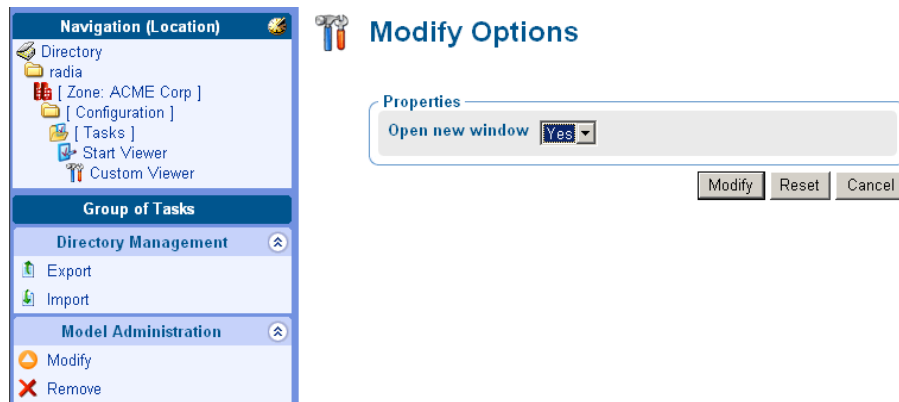 Navigation (Location)
Directory
radia
[ Zone: ACME Corp ]
[ Configuration ]
[ Tasks ]
Start Viewer
Custom Viewer
Group of Tasks
Directory Management
Export
Import
Model Administration
Modify
Remove
Modify Options
Properties
Open new window Yes
Modify Reset Cancel